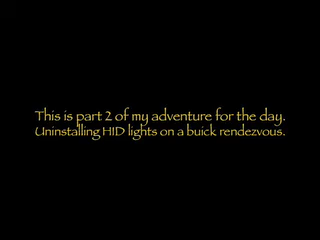 This is part 2 of my adventure for the day.
Uninstalling HID lights on a buick rendezvous.